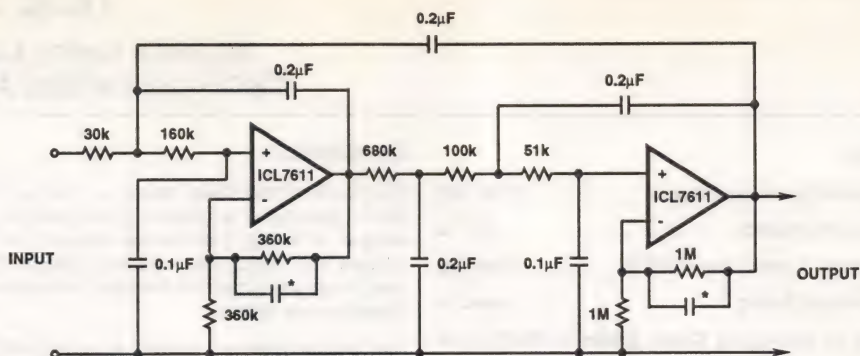 0.2µF
0.2µF
0.2µF
30k
160k
+
ICL7611
-
680k
100k
51k
+
ICL7611
-
INPUT
0.1µF
360k
*
360k
0.2µF
0.1µF
1M
*
1M
OUTPUT